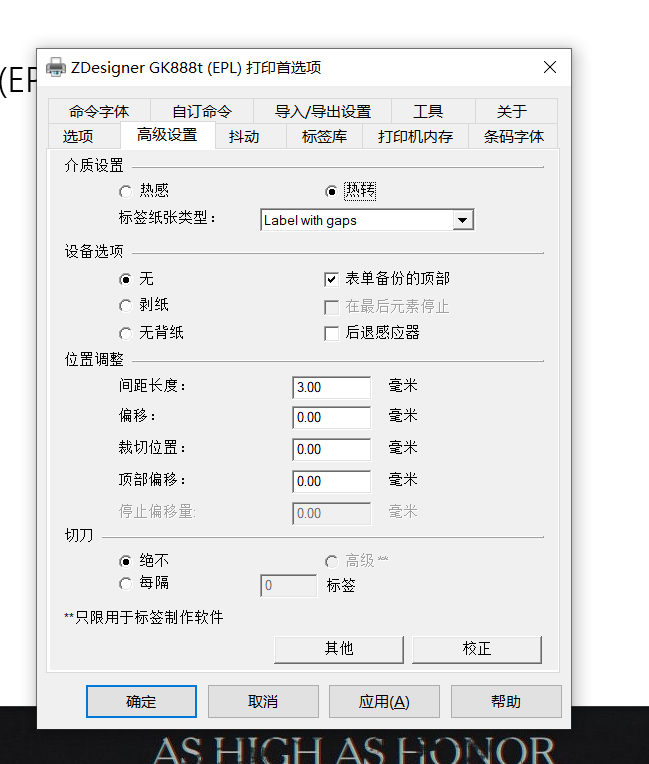 (EP
ZDesigner GK888t (EPL) 打印首选项
命令字体 自订命令 导入/导出设置 工具 关于
选项 高级设置 抖动 标签库 打印机内存 条码字体
介质设置
热感 热转
标签纸张类型： Label with gaps
设备选项
无 表单备份的顶部
剥纸 在最后元素停止
无背纸 后退感应器
位置调整
间距长度： 3.00 毫米
偏移： 0.00 毫米
裁切位置： 0.00 毫米
顶部偏移： 0.00 毫米
停止偏移量: 0.00 毫米
切刀
绝不 高级 **
每隔 0 标签
**只限用于标签制作软件
其他 校正
确定 取消 应用(A) 帮助
AS HIGH AS HONOR